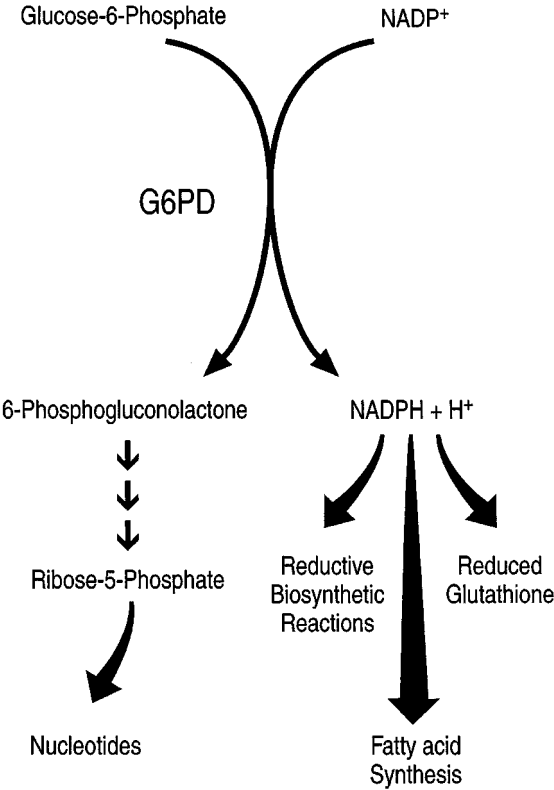 Glucose-6-Phosphate
NADP⁺
G6PD
6-Phosphogluconolactone
NADPH + H⁺
Ribose-5-Phosphate
Reductive
Biosynthetic
Reactions
Reduced
Glutathione
Nucleotides
Fatty acid
Synthesis